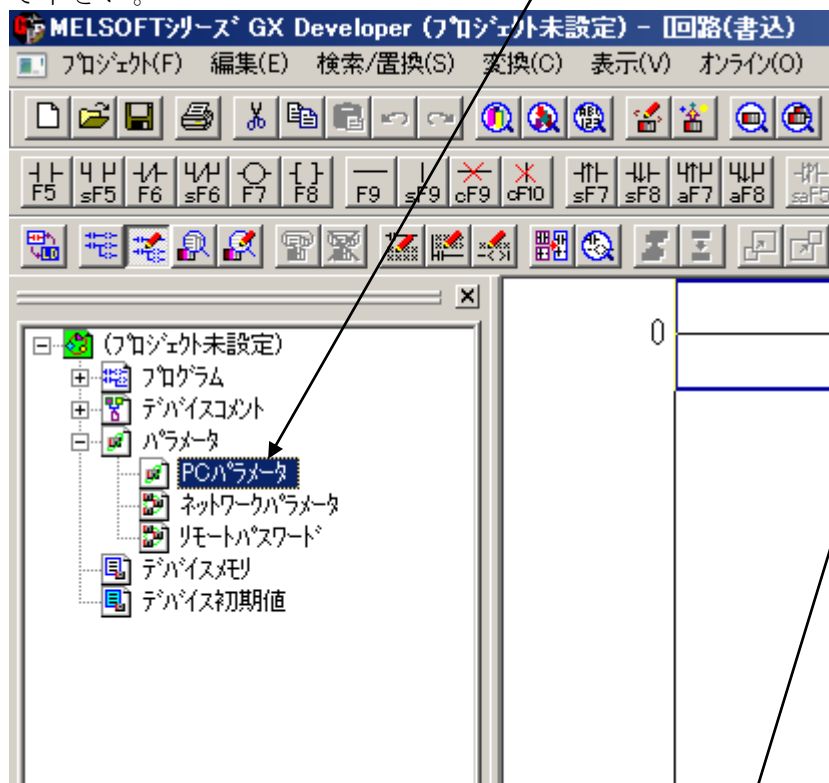 て下さい。
MELSOFTシリーズ GX Developer (プロジェクト未設定) - [回路(書込)
プロジェクト(F) 編集(E) 検索/置換(S) 変換(C) 表示(V) オンライン(O)
F5 sF5 F6 sF6 F7 F8 F9 sF9 cF9 cF10 sF7 sF8 aF7 aF8 saF5
(プロジェクト未設定)
プログラム
デバイスコメント
パラメータ
PCパラメータ
ネットワークパラメータ
リモートパスワード
デバイスメモリ
デバイス初期値
0